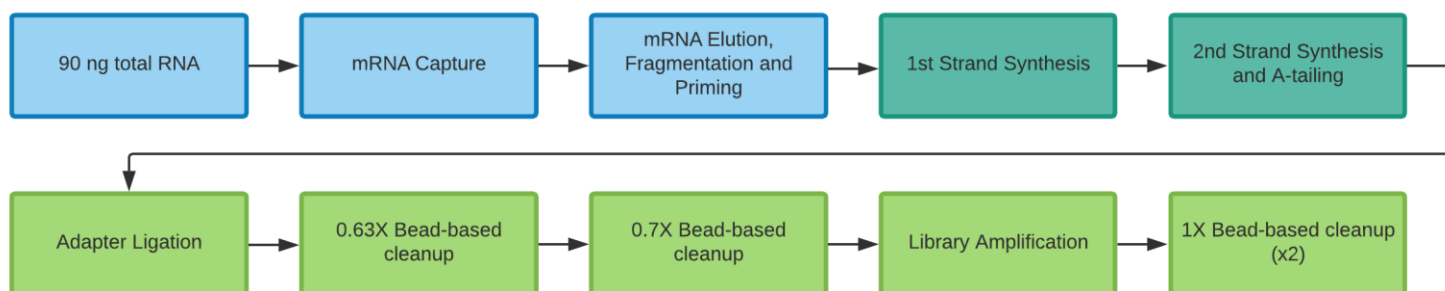 90 ng total RNA
mRNA Capture
mRNA Elution,
Fragmentation and
Priming
1st Strand Synthesis
2nd Strand Synthesis
and A-tailing
Adapter Ligation
0.63X Bead-based
cleanup
0.7X Bead-based
cleanup
Library Amplification
1X Bead-based cleanup
(x2)